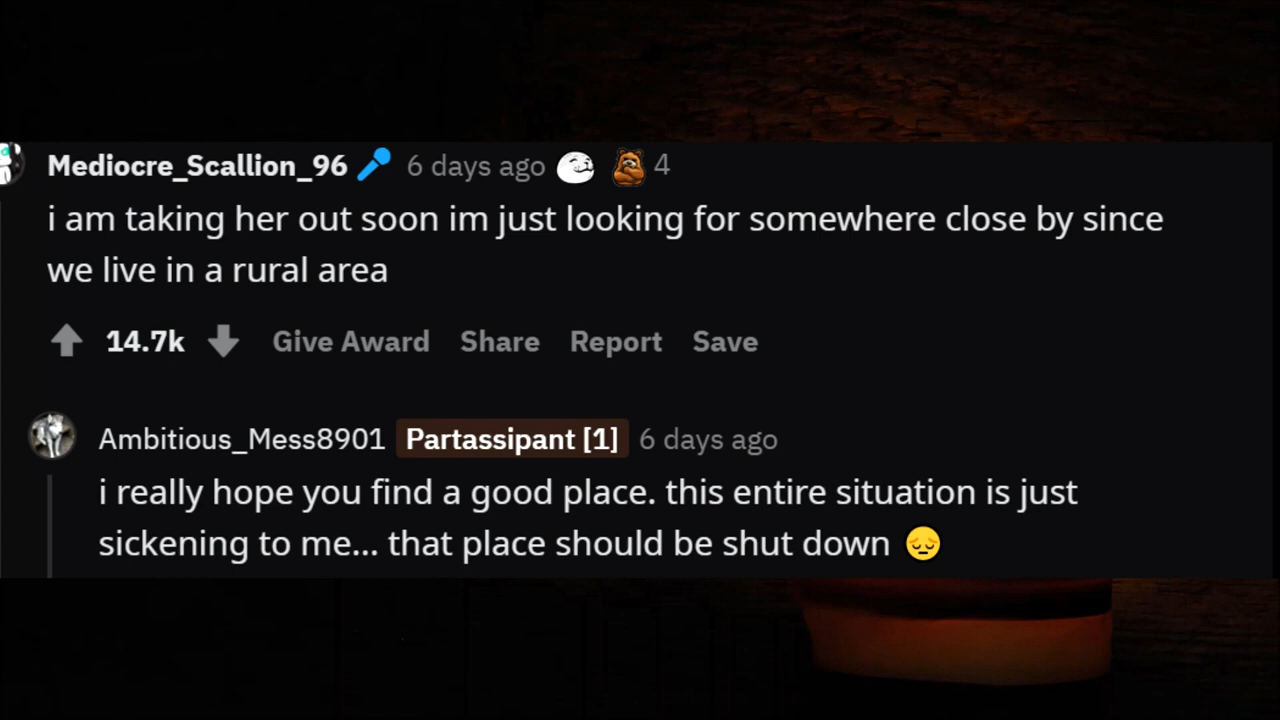 Mediocre_Scallion_96 🎤 6 days ago 4
i am taking her out soon im just looking for somewhere close by since
we live in a rural area
14.7k Give Award Share Report Save
Ambitious_Mess8901 Partassipant [1] 6 days ago
i really hope you find a good place. this entire situation is just
sickening to me... that place should be shut down 😔